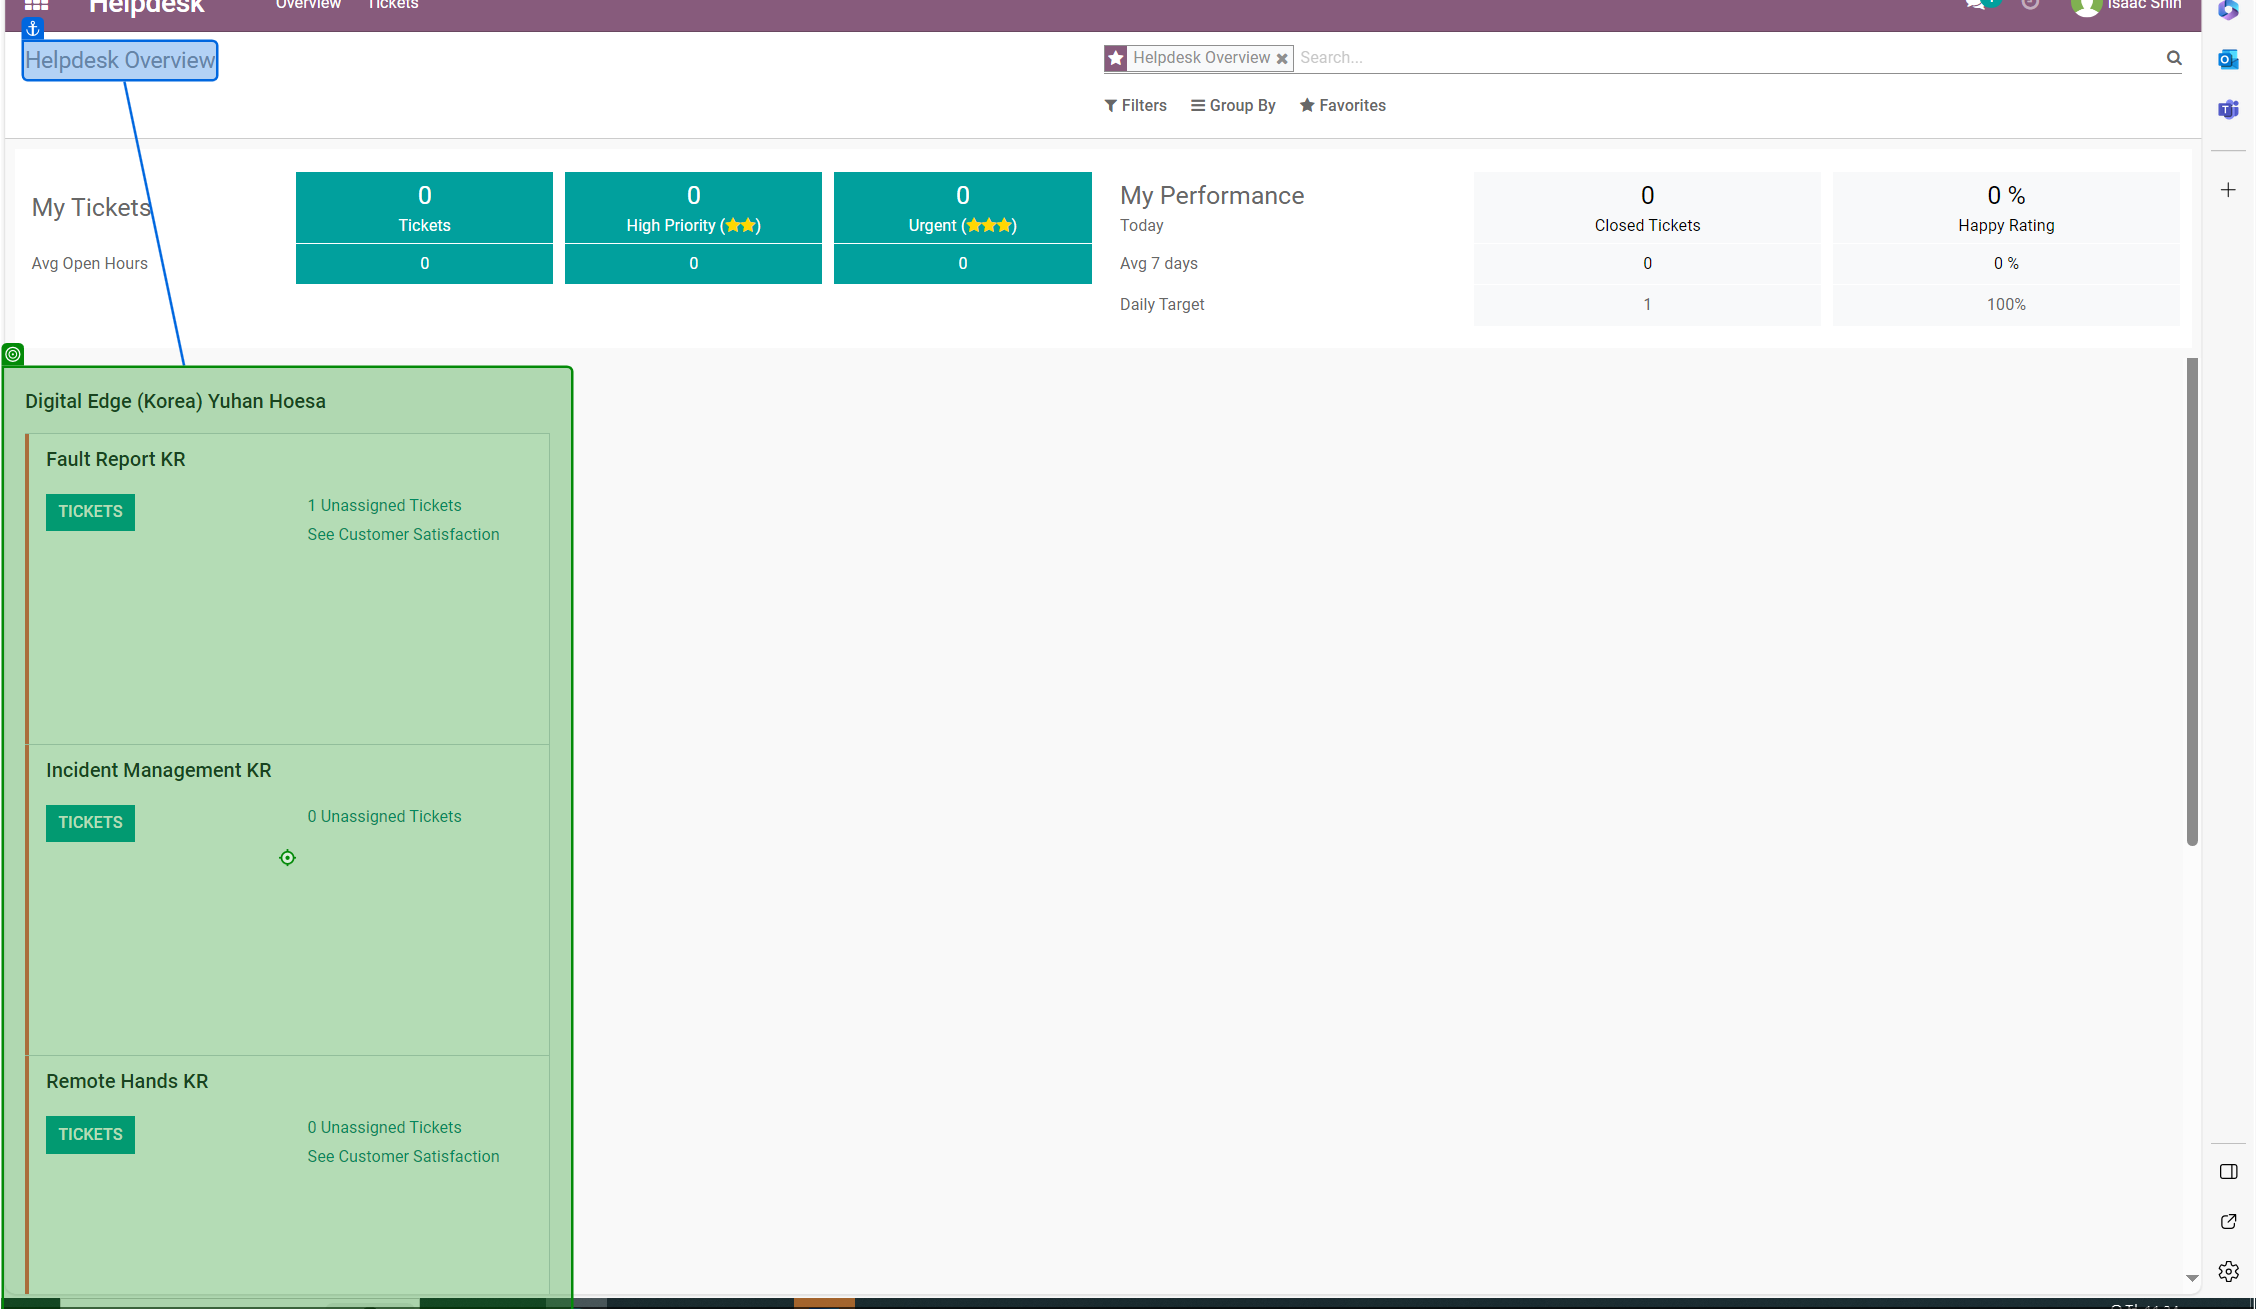 Helpdesk
Overview
Tickets
Isaac Shin
Helpdesk Overview
Helpdesk Overview
Search...
Filters
Group By
Favorites
My Tickets
0
Tickets
0
High Priority (★★)
0
Urgent (★★★)
Avg Open Hours
0
0
0
My Performance
Today
0
Closed Tickets
0 %
Happy Rating
Avg 7 days
0
0 %
Daily Target
1
100%
Digital Edge (Korea) Yuhan Hoesa
Fault Report KR
TICKETS
1 Unassigned Tickets
See Customer Satisfaction
Incident Management KR
TICKETS
0 Unassigned Tickets
Remote Hands KR
TICKETS
0 Unassigned Tickets
See Customer Satisfaction